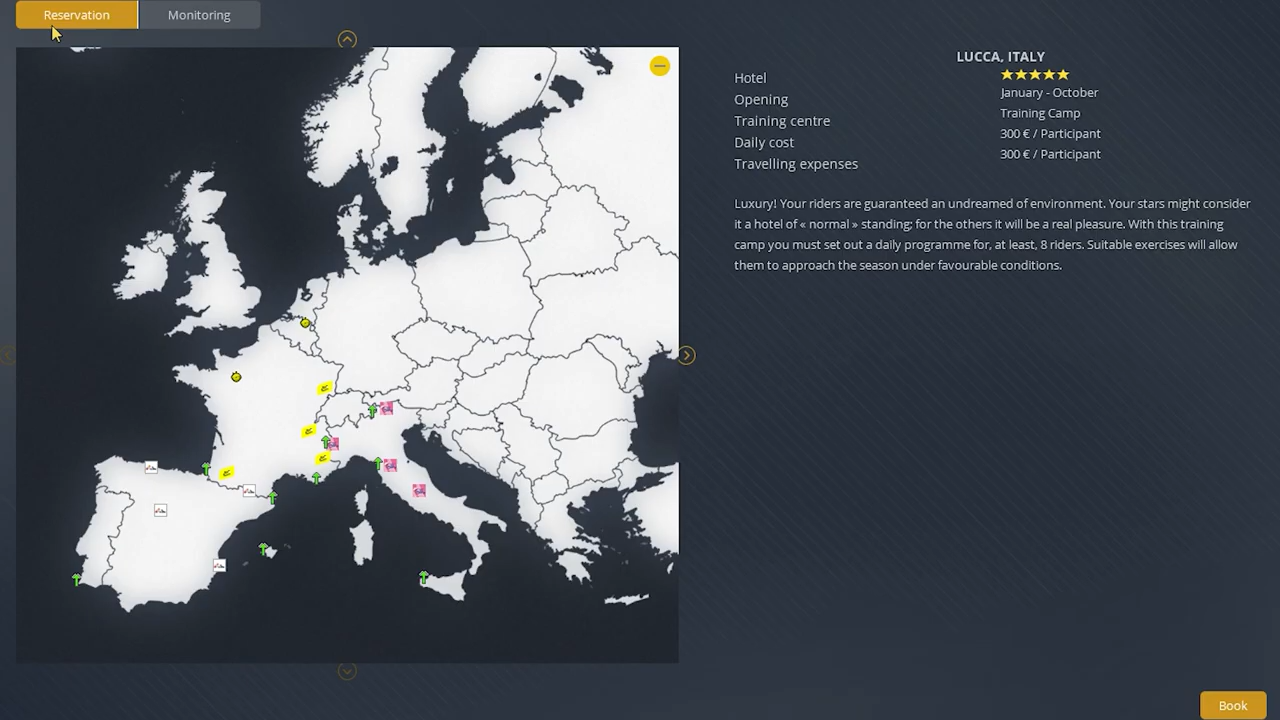 Reservation
Monitoring
LUCCA, ITALY
Hotel
Opening January - October
Training centre Training Camp
Daily cost 300 € / Participant
Travelling expenses 300 € / Participant
Luxury! Your riders are guaranteed an undreamed of environment. Your stars might consider
it a hotel of « normal » standing; for the others it will be a real pleasure. With this training
camp you must set out a daily programme for, at least, 8 riders. Suitable exercises will allow
them to approach the season under favourable conditions.
Book